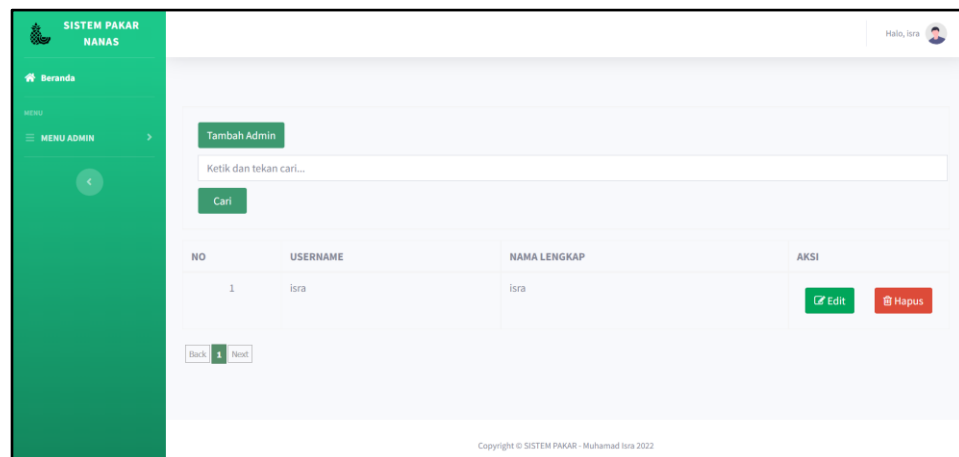 SISTEM PAKAR
NANAS
Halo, isra
Beranda
MENU
MENU ADMIN
Tambah Admin
Ketik dan tekan cari...
Cari
NO USERNAME NAMA LENGKAP AKSI
1 isra isra Edit Hapus
Back 1 Next
Copyright © SISTEM PAKAR - Muhamad Isra 2022